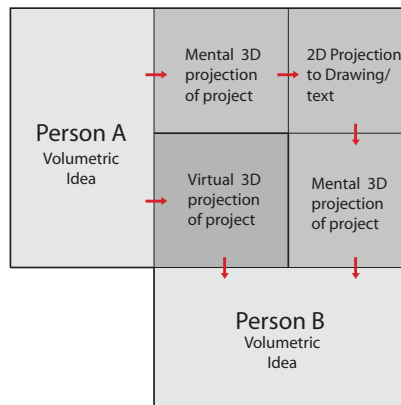 Mental 3D
projection
of project
2D Projection
to Drawing/
text
Person A
Volumetric
Idea
Virtual 3D
projection
of project
Mental 3D
projection
of project
Person B
Volumetric
Idea